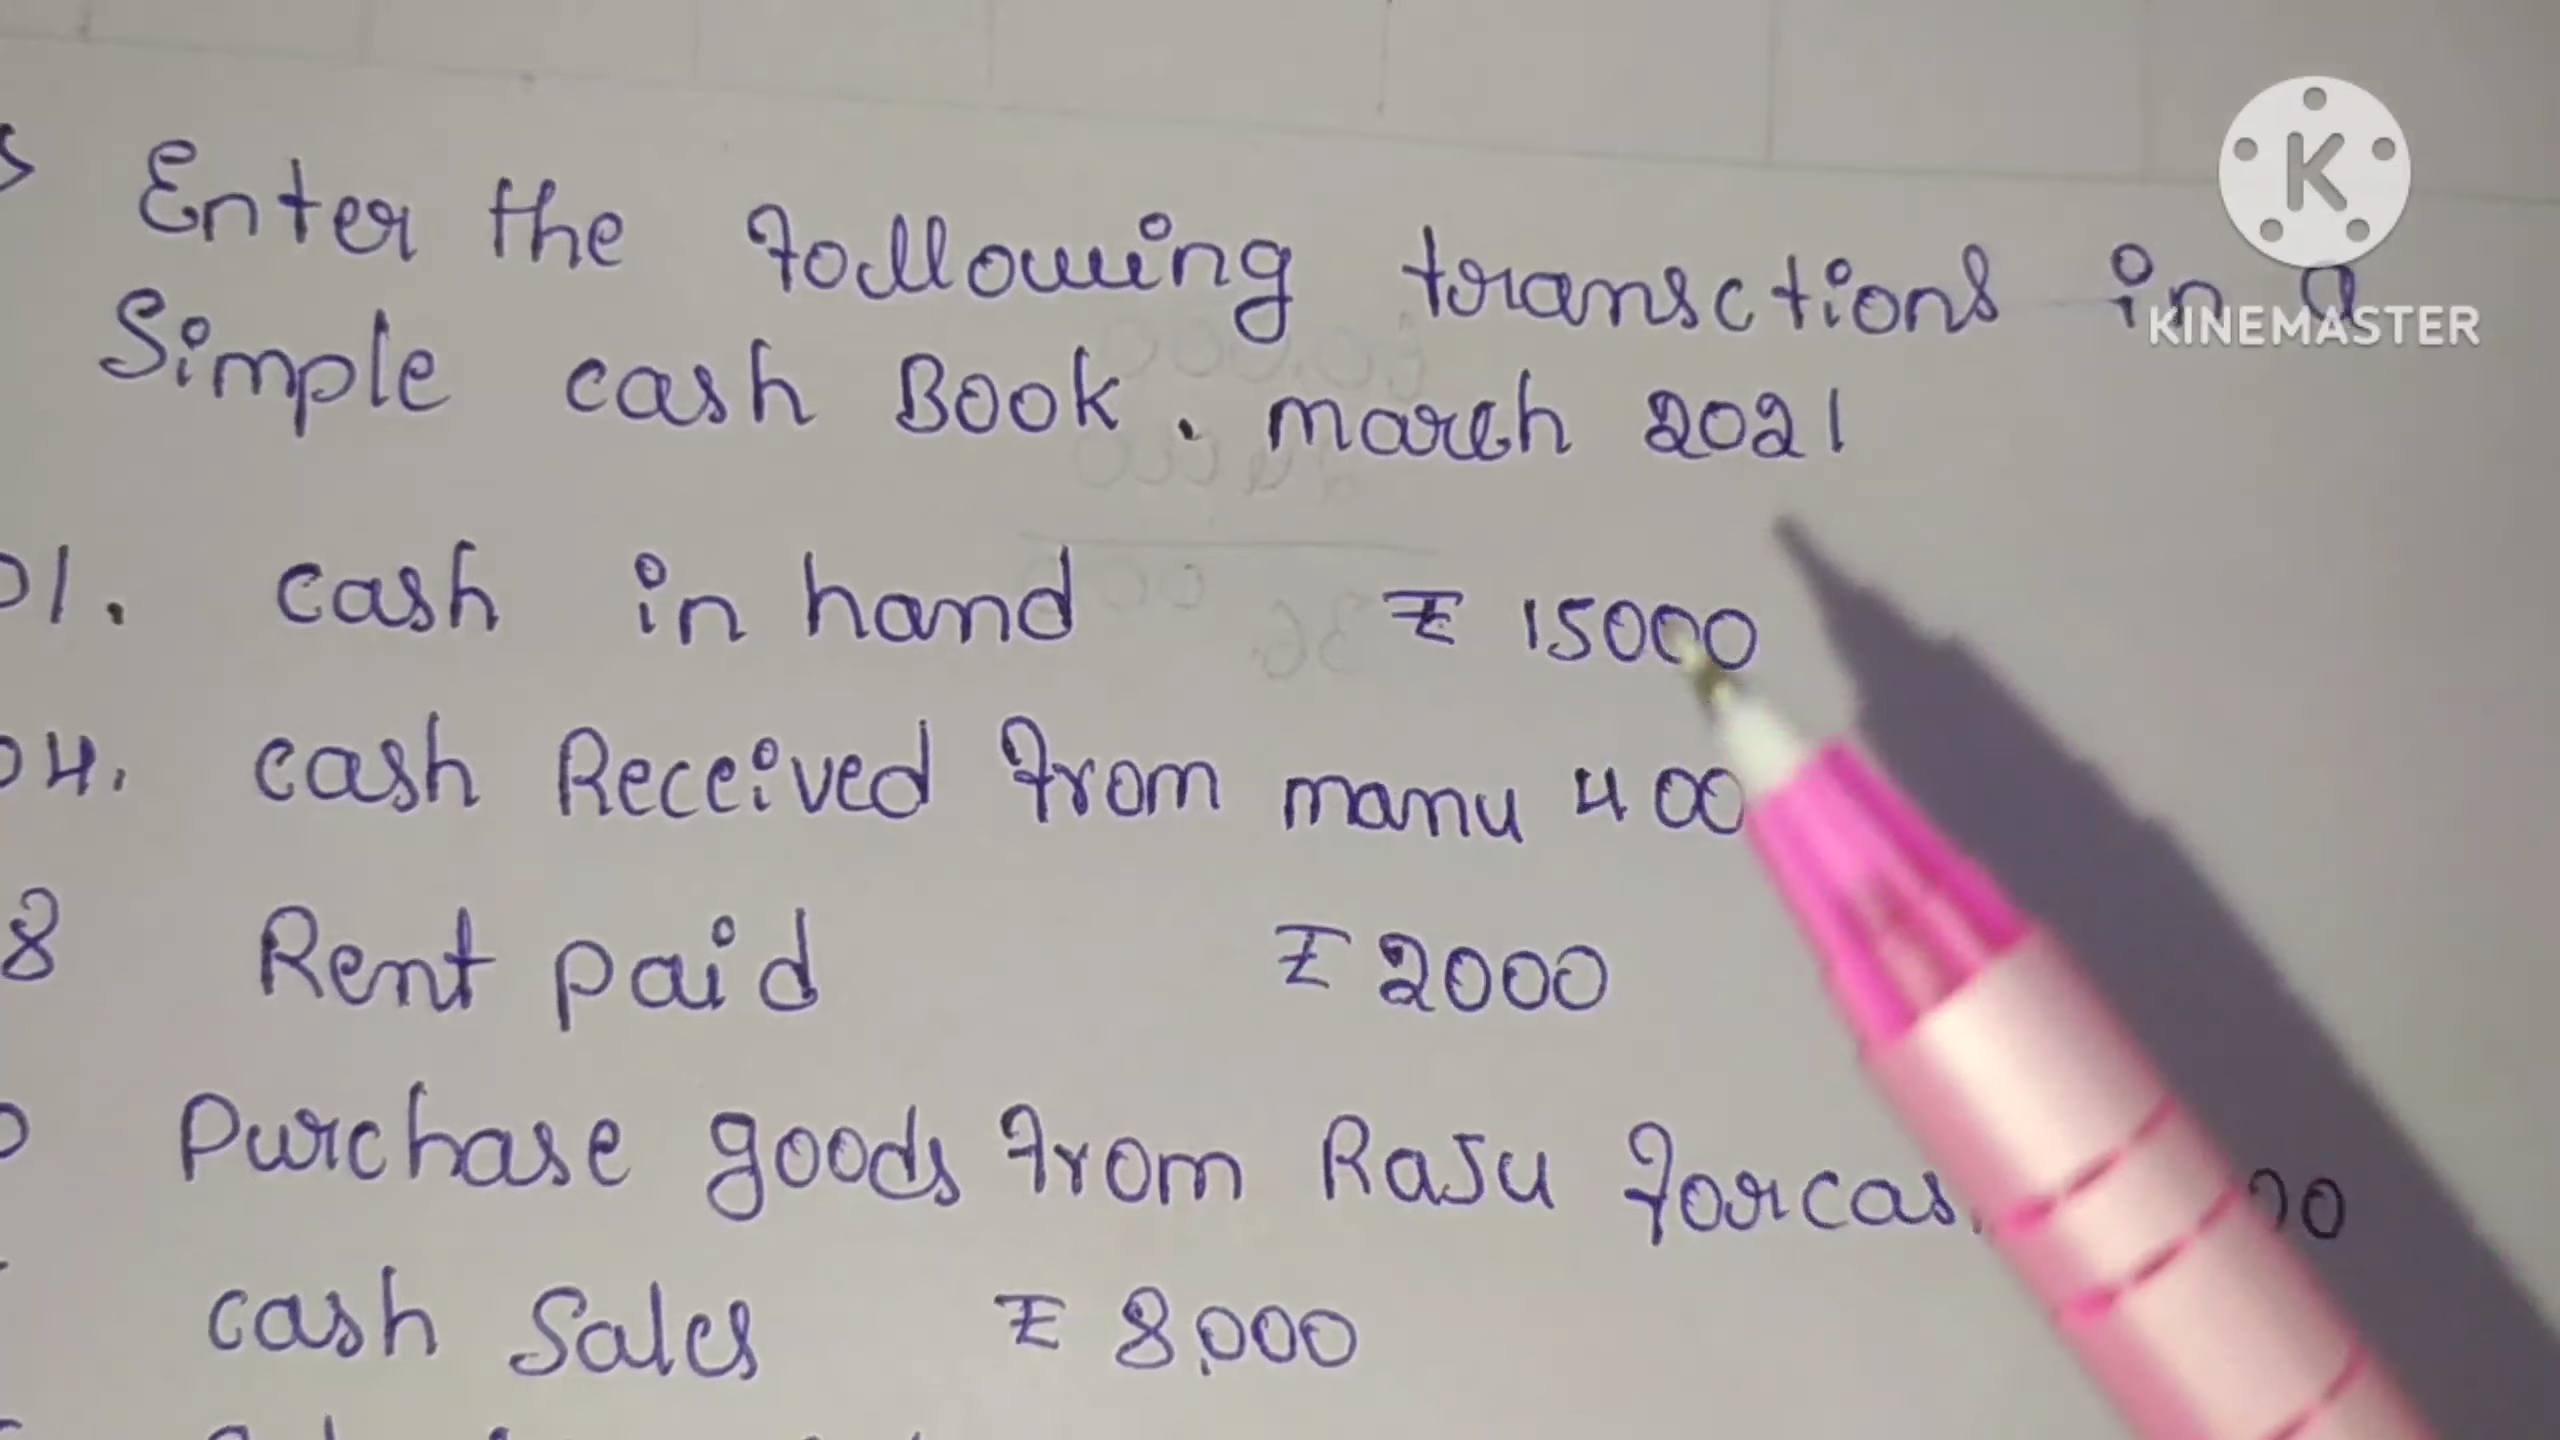 Enter the following transctions in a
Simple cash Book. march 2021
01. cash in hand ₹ 15000
04. cash Received from manu 400
8 Rent paid ₹ 2000
Purchase goods from Raju for
cash Sales ₹ 8,000
K
KINEMASTER